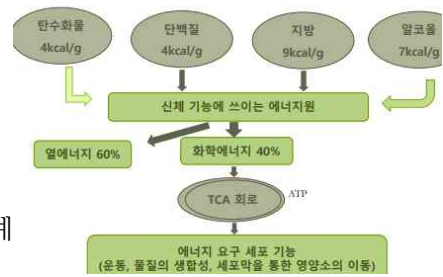 탄수화물
4kcal/g
단백질
4kcal/g
지방
9kcal/g
알코올
7kcal/g
신체 기능에 쓰이는 에너지원
열에너지 60%
화학에너지 40%
TCA 회로
ATP
에너지 요구 세포 기능
(운동, 물질의 생합성, 세포막을 통한 영양소의 이동)